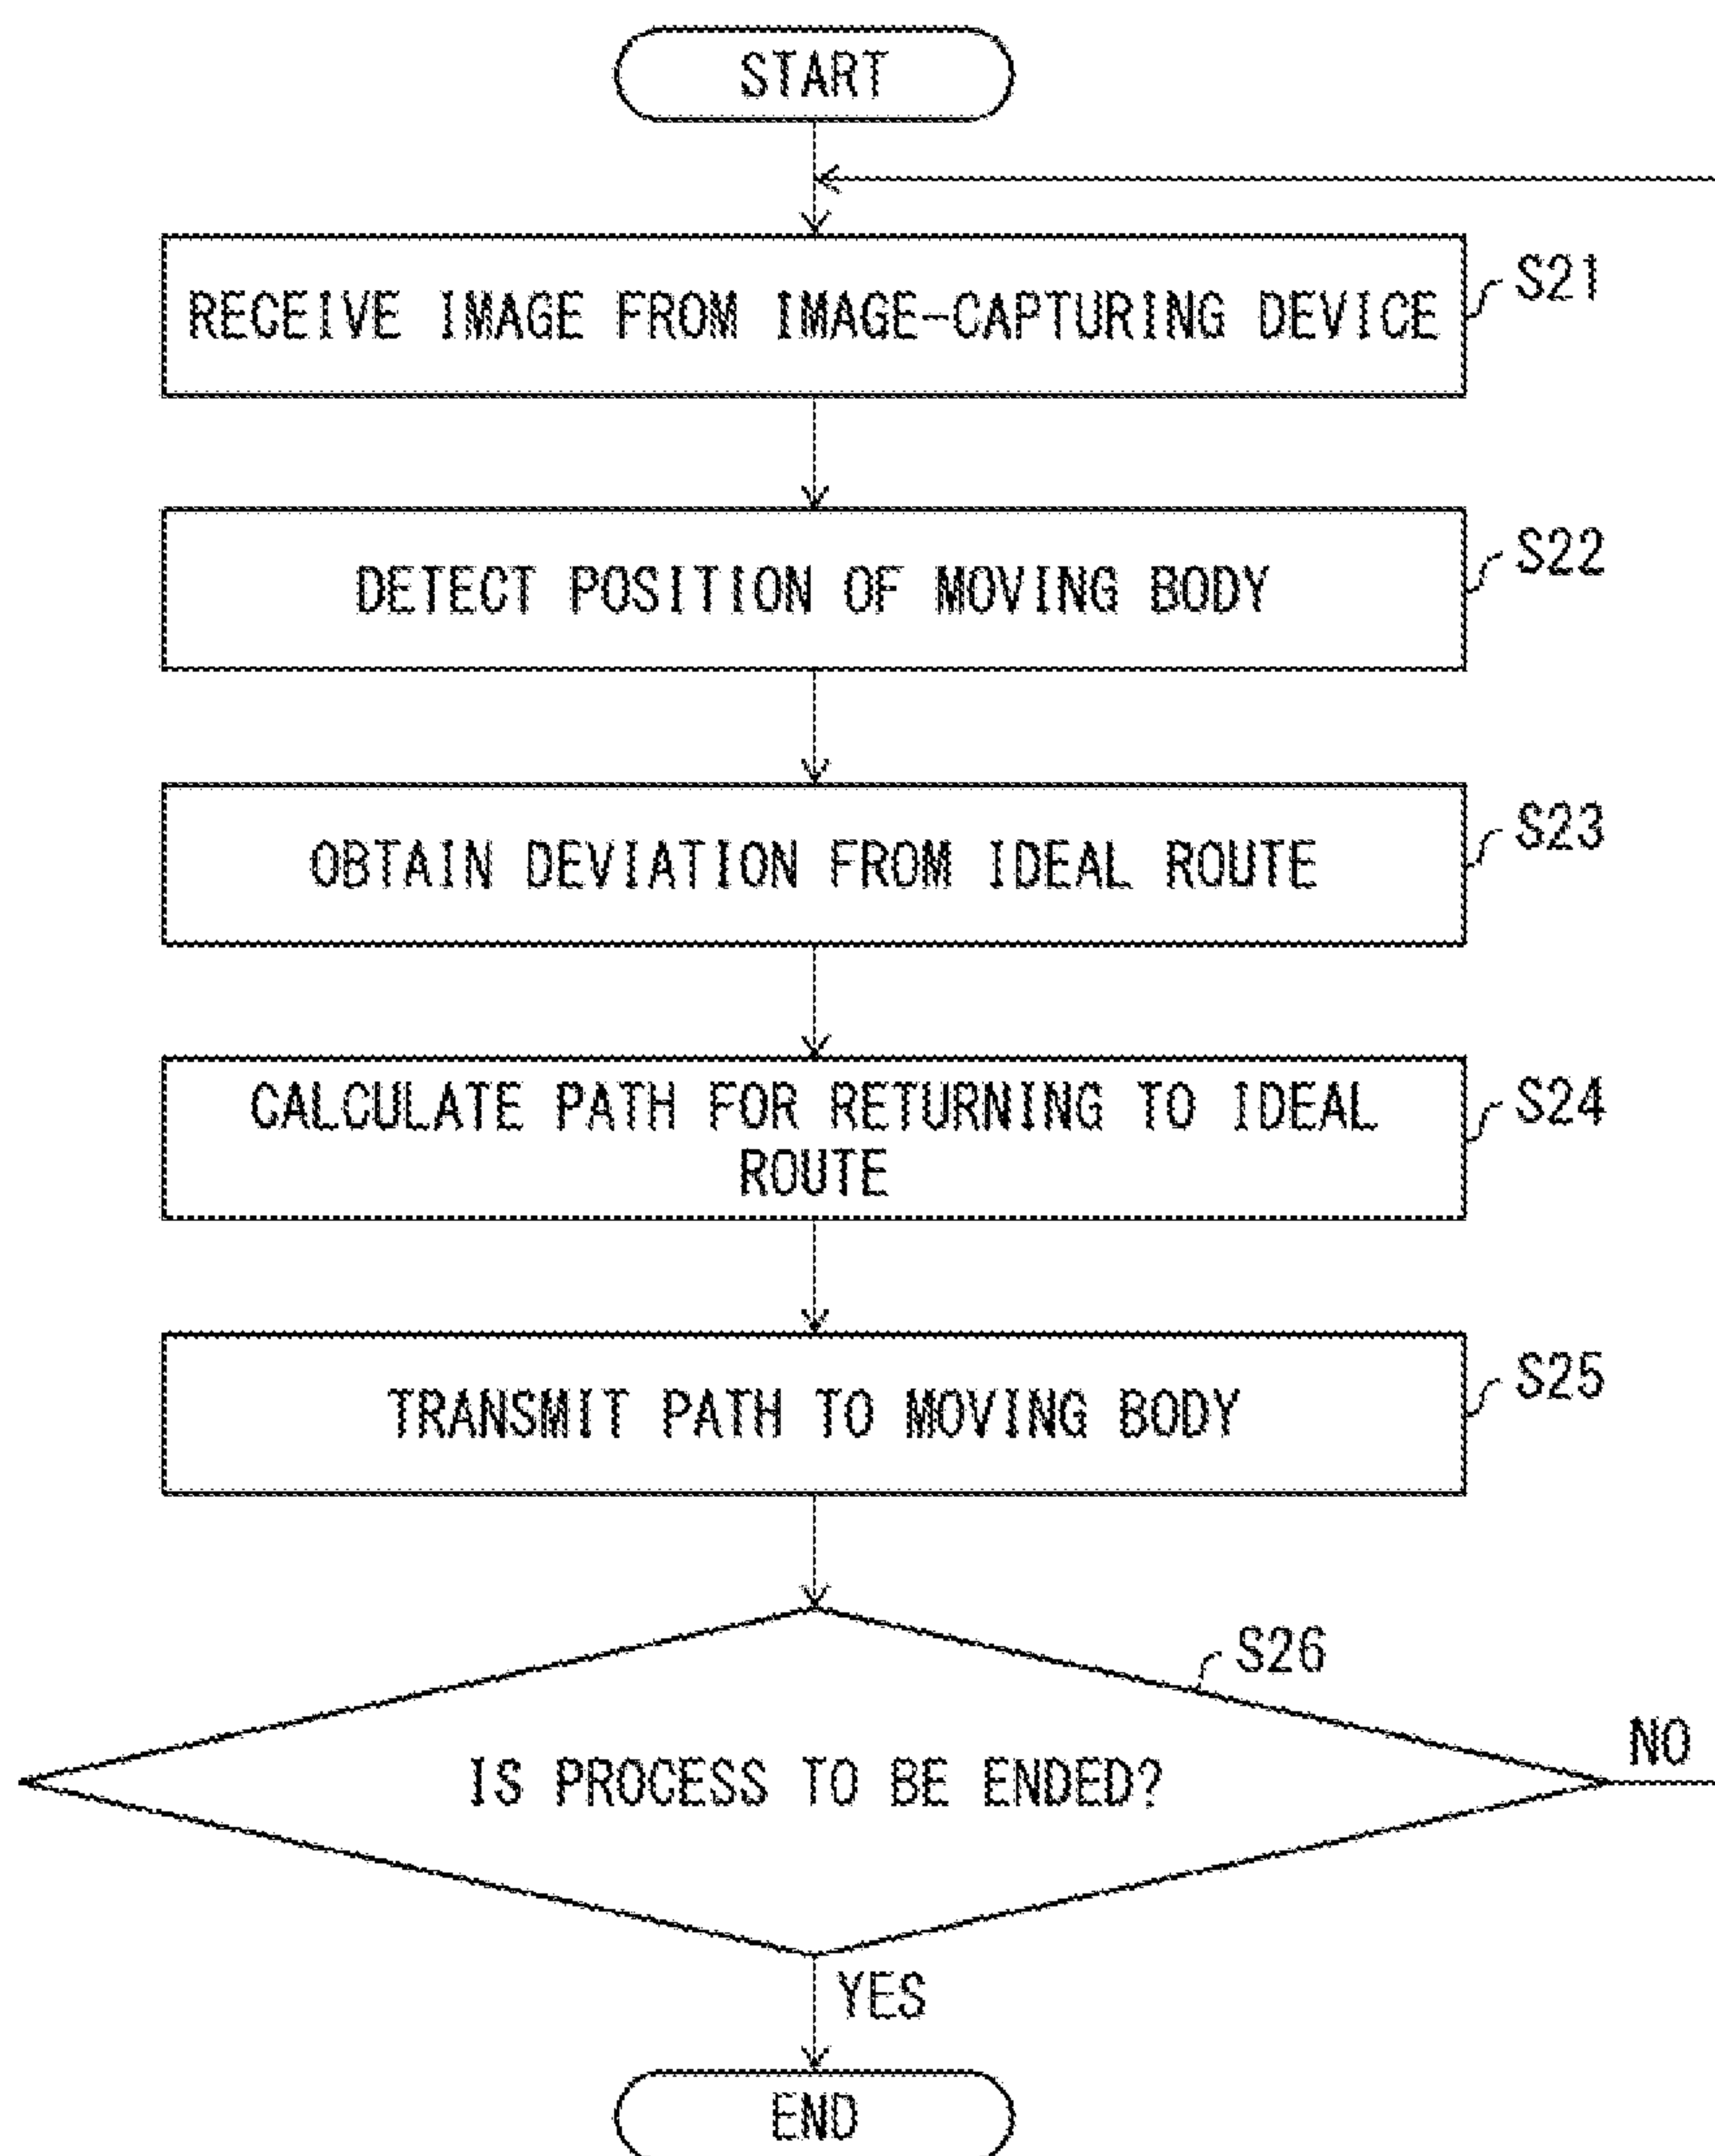 START
RECEIVE IMAGE FROM IMAGE-CAPTURING DEVICE
S21
DETECT POSITION OF MOVING BODY
S22
OBTAIN DEVIATION FROM IDEAL ROUTE
S23
CALCULATE PATH FOR RETURNING TO IDEAL
ROUTE
S24
TRANSMIT PATH TO MOVING BODY
S25
S26
IS PROCESS TO BE ENDED?
NO
YES
END